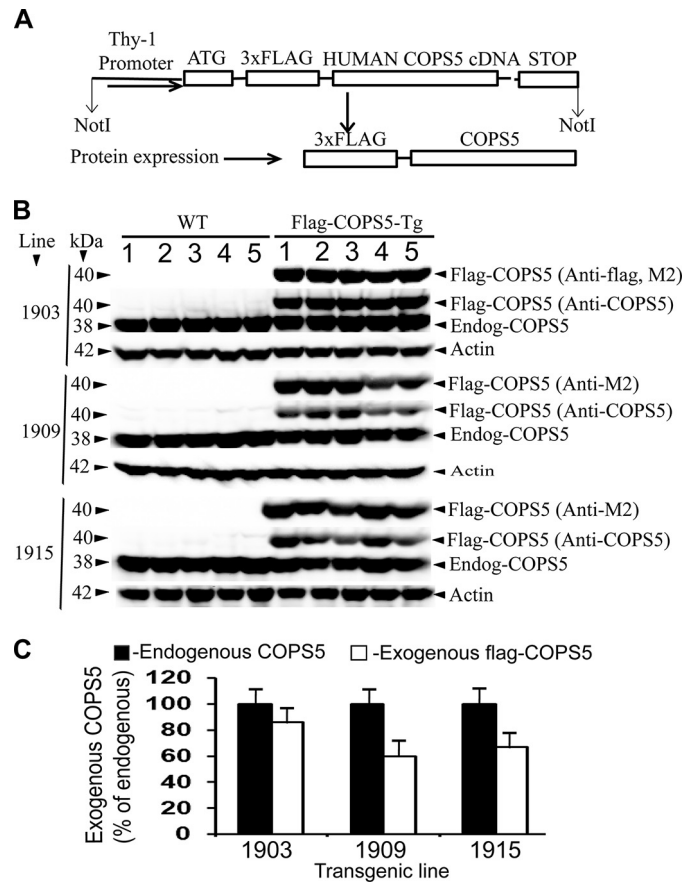 A
Thy-1
Promoter
ATG 3xFLAG HUMAN COPS5 cDNA STOP
NotI NotI
3xFLAG COPS5
Protein expression
B
WT Flag-COPS5-Tg
Line kDa 1 2 3 4 5 1 2 3 4 5
40 Flag-COPS5 (Anti-flag, M2)
40 Flag-COPS5 (Anti-COPS5)
1903
38 Endog-COPS5
42 Actin
40 Flag-COPS5 (Anti-M2)
40 Flag-COPS5 (Anti-COPS5)
1909
38 Endog-COPS5
42 Actin
40 Flag-COPS5 (Anti-M2)
40 Flag-COPS5 (Anti-COPS5)
1915
38 Endog-COPS5
42 Actin
C
-Endogenous COPS5 -Exogenous flag-COPS5
Exogenous COPS5
(% of endogenous)
120
100
80
60
40
20
0
1903 1909 1915
Transgenic line